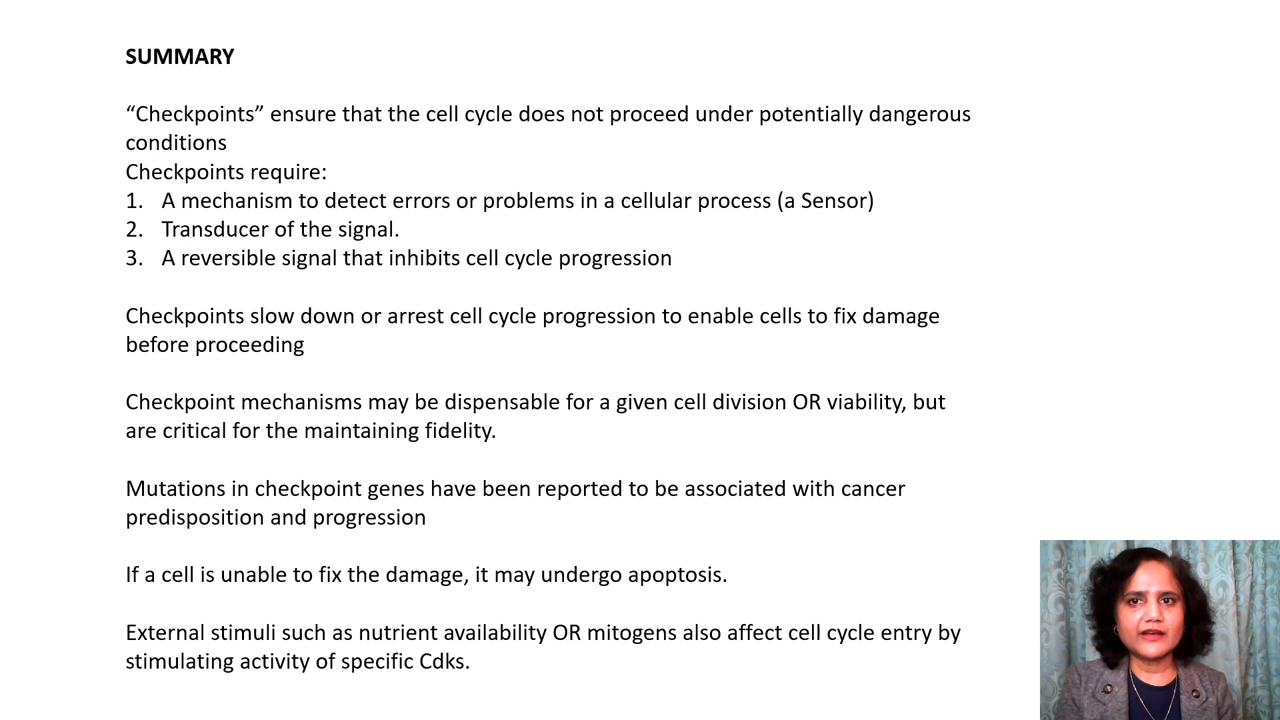 SUMMARY
“Checkpoints” ensure that the cell cycle does not proceed under potentially dangerous
conditions
Checkpoints require:
1. A mechanism to detect errors or problems in a cellular process (a Sensor)
2. Transducer of the signal.
3. A reversible signal that inhibits cell cycle progression
Checkpoints slow down or arrest cell cycle progression to enable cells to fix damage
before proceeding
Checkpoint mechanisms may be dispensable for a given cell division OR viability, but
are critical for the maintaining fidelity.
Mutations in checkpoint genes have been reported to be associated with cancer
predisposition and progression
If a cell is unable to fix the damage, it may undergo apoptosis.
External stimuli such as nutrient availability OR mitogens also affect cell cycle entry by
stimulating activity of specific Cdks.